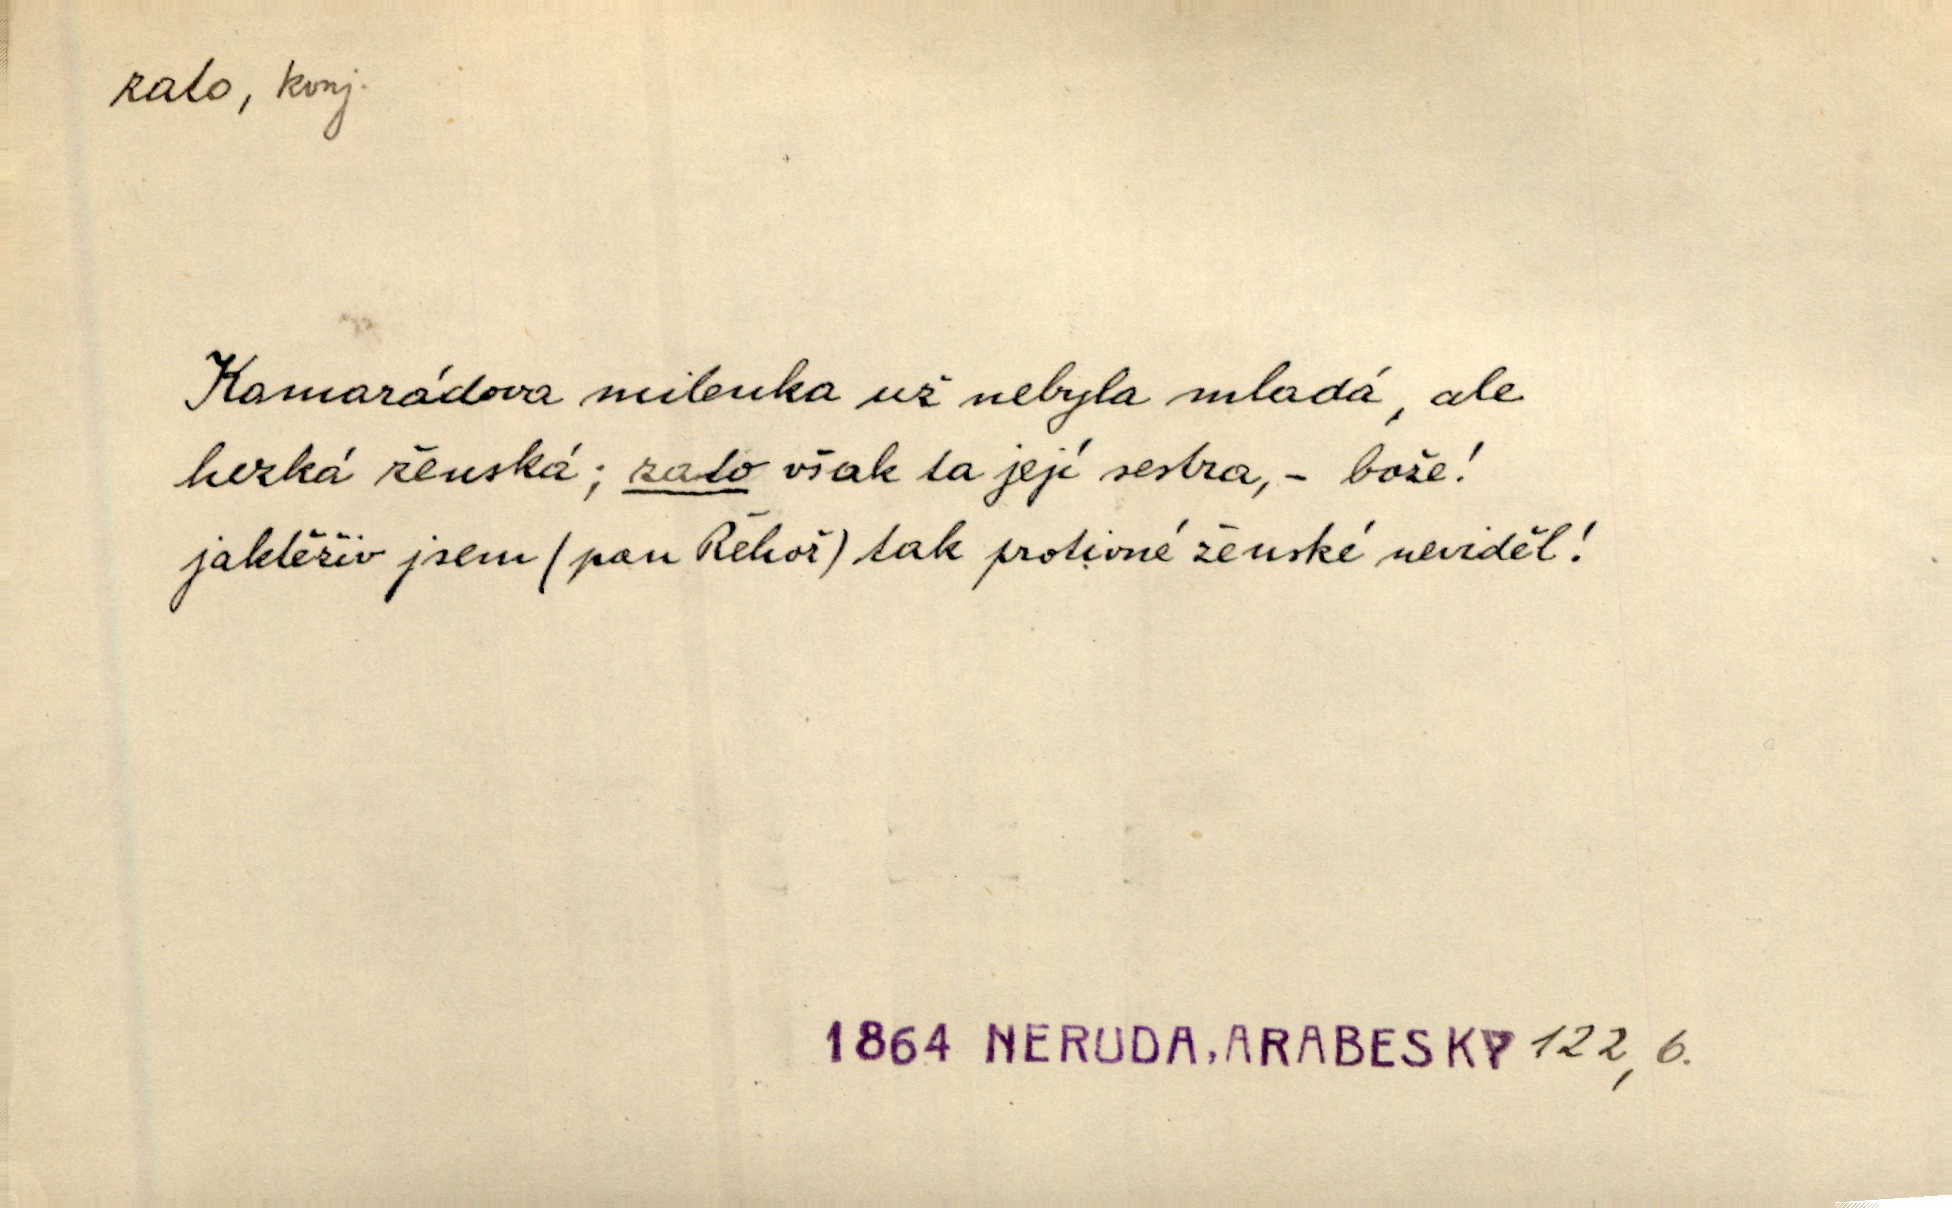 zato, konj.
Kamarádova milenka už nebyla mladá, ale
hezká ženská; zato však ta její sestra, - bože!
jaktěživ jsem (pan Řehoř) tak protivné ženské neviděl!
1864 NERUDA, ARABESKY 122, 6.